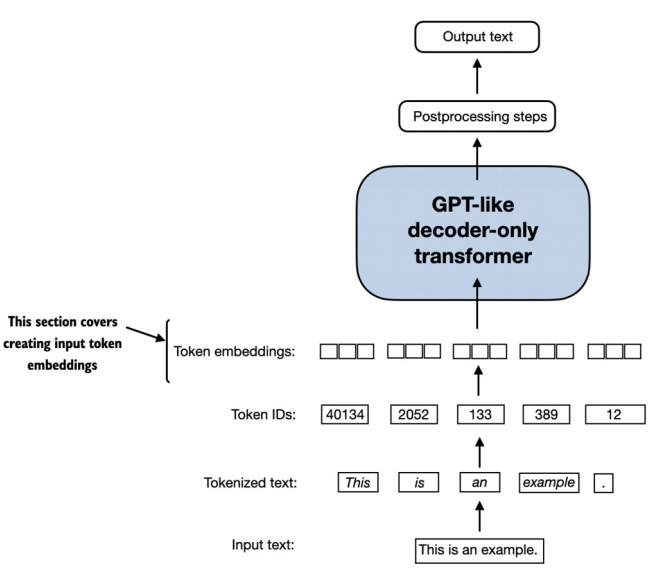 Output text
Postprocessing steps
GPT-like
decoder-only
transformer
This section covers
creating input token
embeddings
Token embeddings:
Token IDs: 40134 2052 133 389 12
Tokenized text: This is an example .
Input text: This is an example.